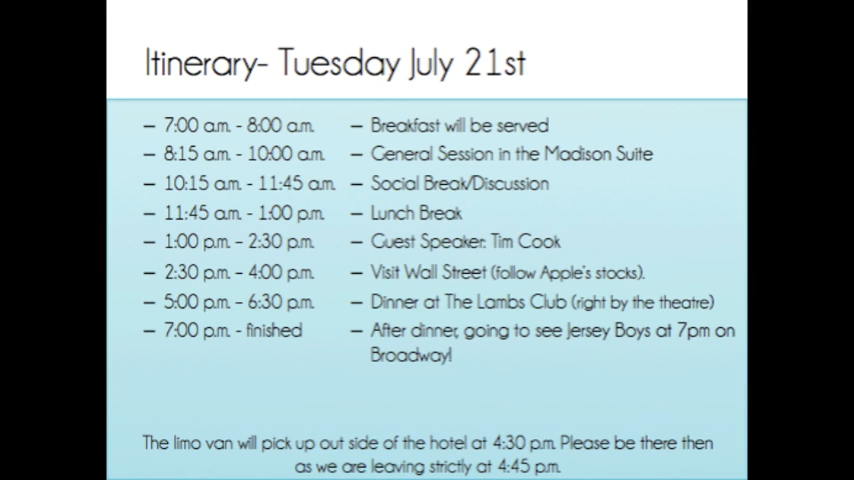 Itinerary- Tuesday July 21st
– 7:00 a.m. - 8:00 a.m. – Breakfast will be served
– 8:15 a.m. - 10:00 a.m. – General Session in the Madison Suite
– 10:15 a.m. - 11:45 a.m. – Social Break/Discussion
– 11:45 a.m. - 1:00 p.m. – Lunch Break
– 1:00 p.m. – 2:30 p.m. – Guest Speaker: Tim Cook
– 2:30 p.m. – 4:00 p.m. – Visit Wall Street (follow Apple's stocks).
– 5:00 p.m. – 6:30 p.m. – Dinner at The Lambs Club (right by the theatre)
– 7:00 p.m. - finished – After dinner, going to see Jersey Boys at 7pm on
Broadway!
The limo van will pick up out side of the hotel at 4:30 p.m. Please be there then
as we are leaving strictly at 4:45 p.m.